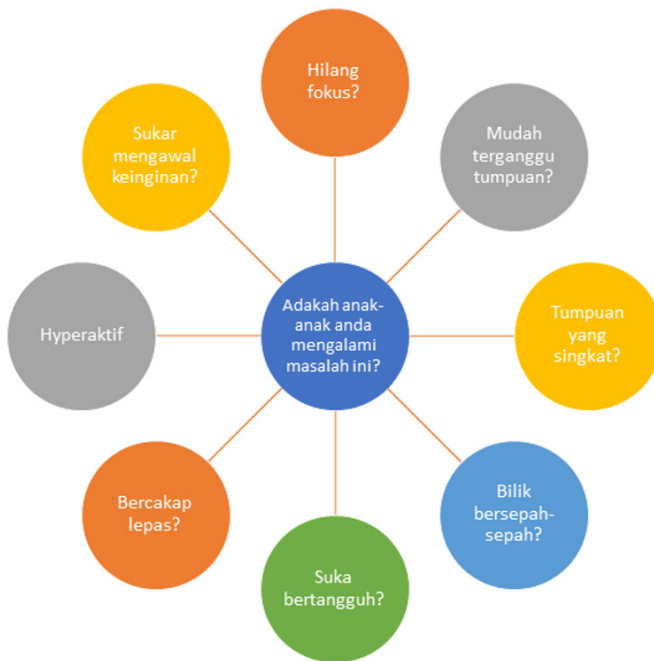 Hilang
fokus?
Mudah
terganggu
tumpuan?
Tumpuan
yang
singkat?
Bilik
bersepah-
sepah?
Suka
bertangguh?
Bercakap
lepas?
Hyperaktif
Sukar
mengawal
keinginan?
Adakah anak-
anak anda
mengalami
masalah ini?